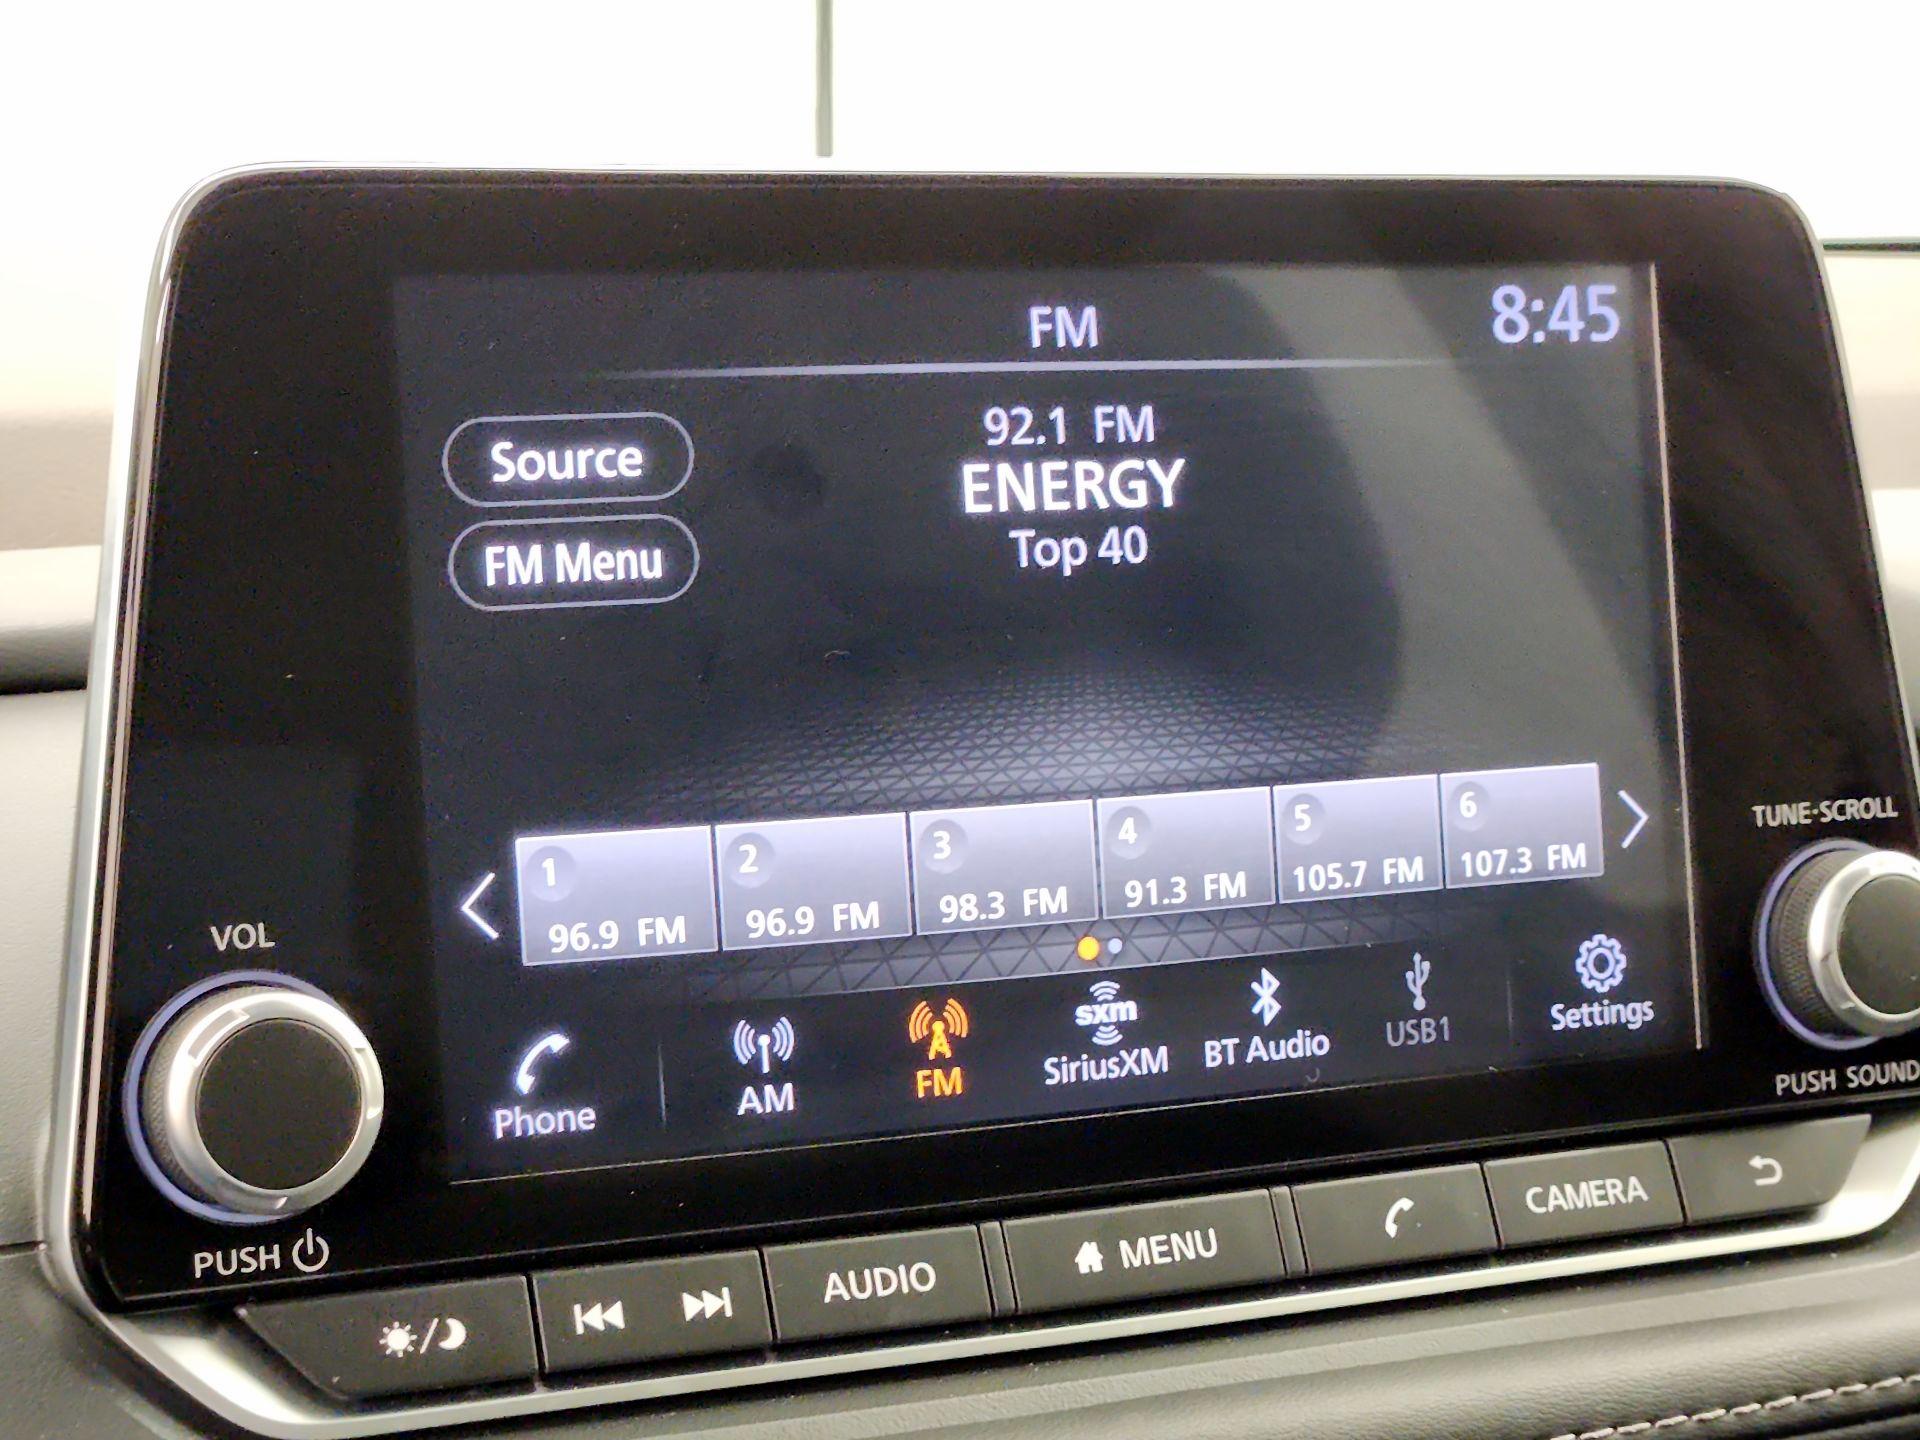 FM
8:45
Source
FM Menu
92.1 FM
ENERGY
Top 40
1
96.9 FM
2
96.9 FM
3
98.3 FM
4
91.3 FM
5
105.7 FM
6
107.3 FM
VOL
TUNE·SCROLL
Phone
AM
FM
sxm
SiriusXM
BT Audio
USB1
Settings
PUSH
PUSH SOUND
AUDIO
MENU
CAMERA